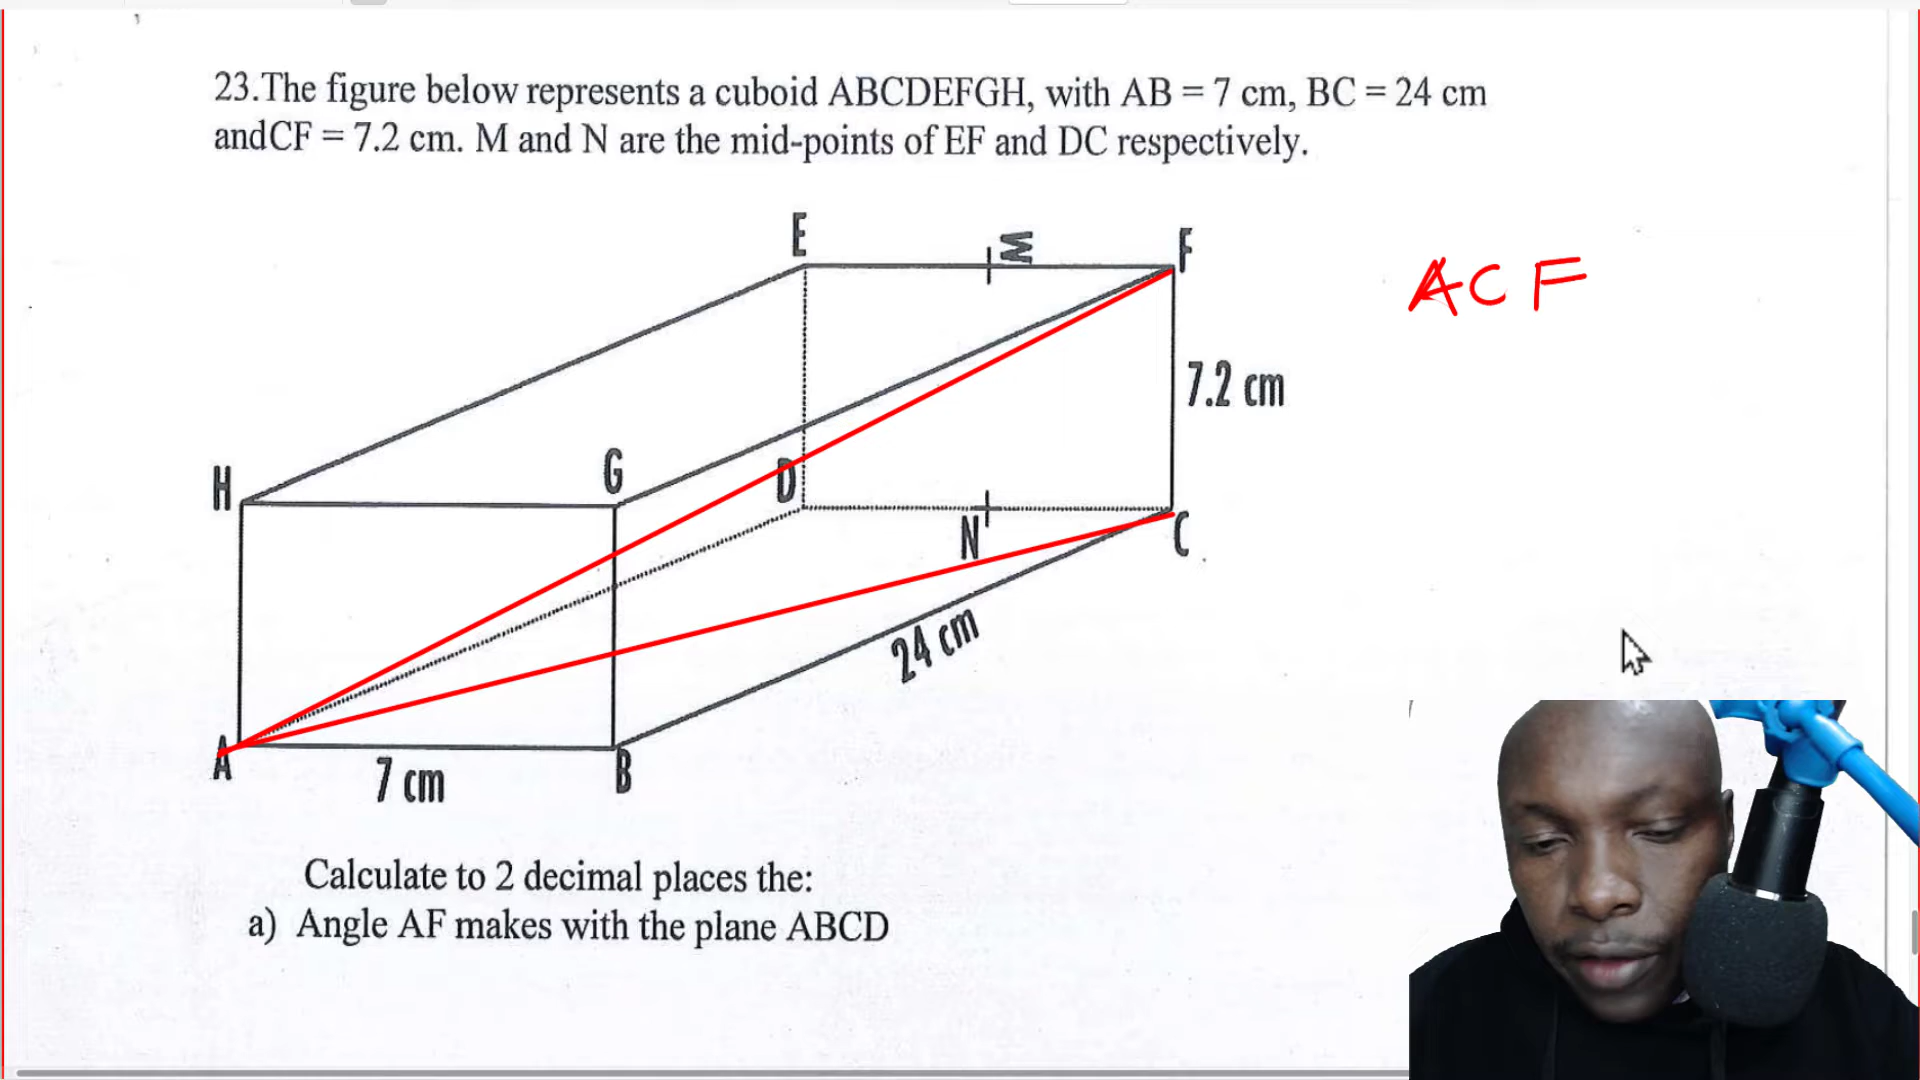 23.The figure below represents a cuboid ABCDEFGH, with AB = 7 cm, BC = 24 cm
andCF = 7.2 cm. M and N are the mid-points of EF and DC respectively.
E
M
F
ACF
7.2 cm
H
G
D
N
C
24 cm
A
7 cm
B
Calculate to 2 decimal places the:
a) Angle AF makes with the plane ABCD